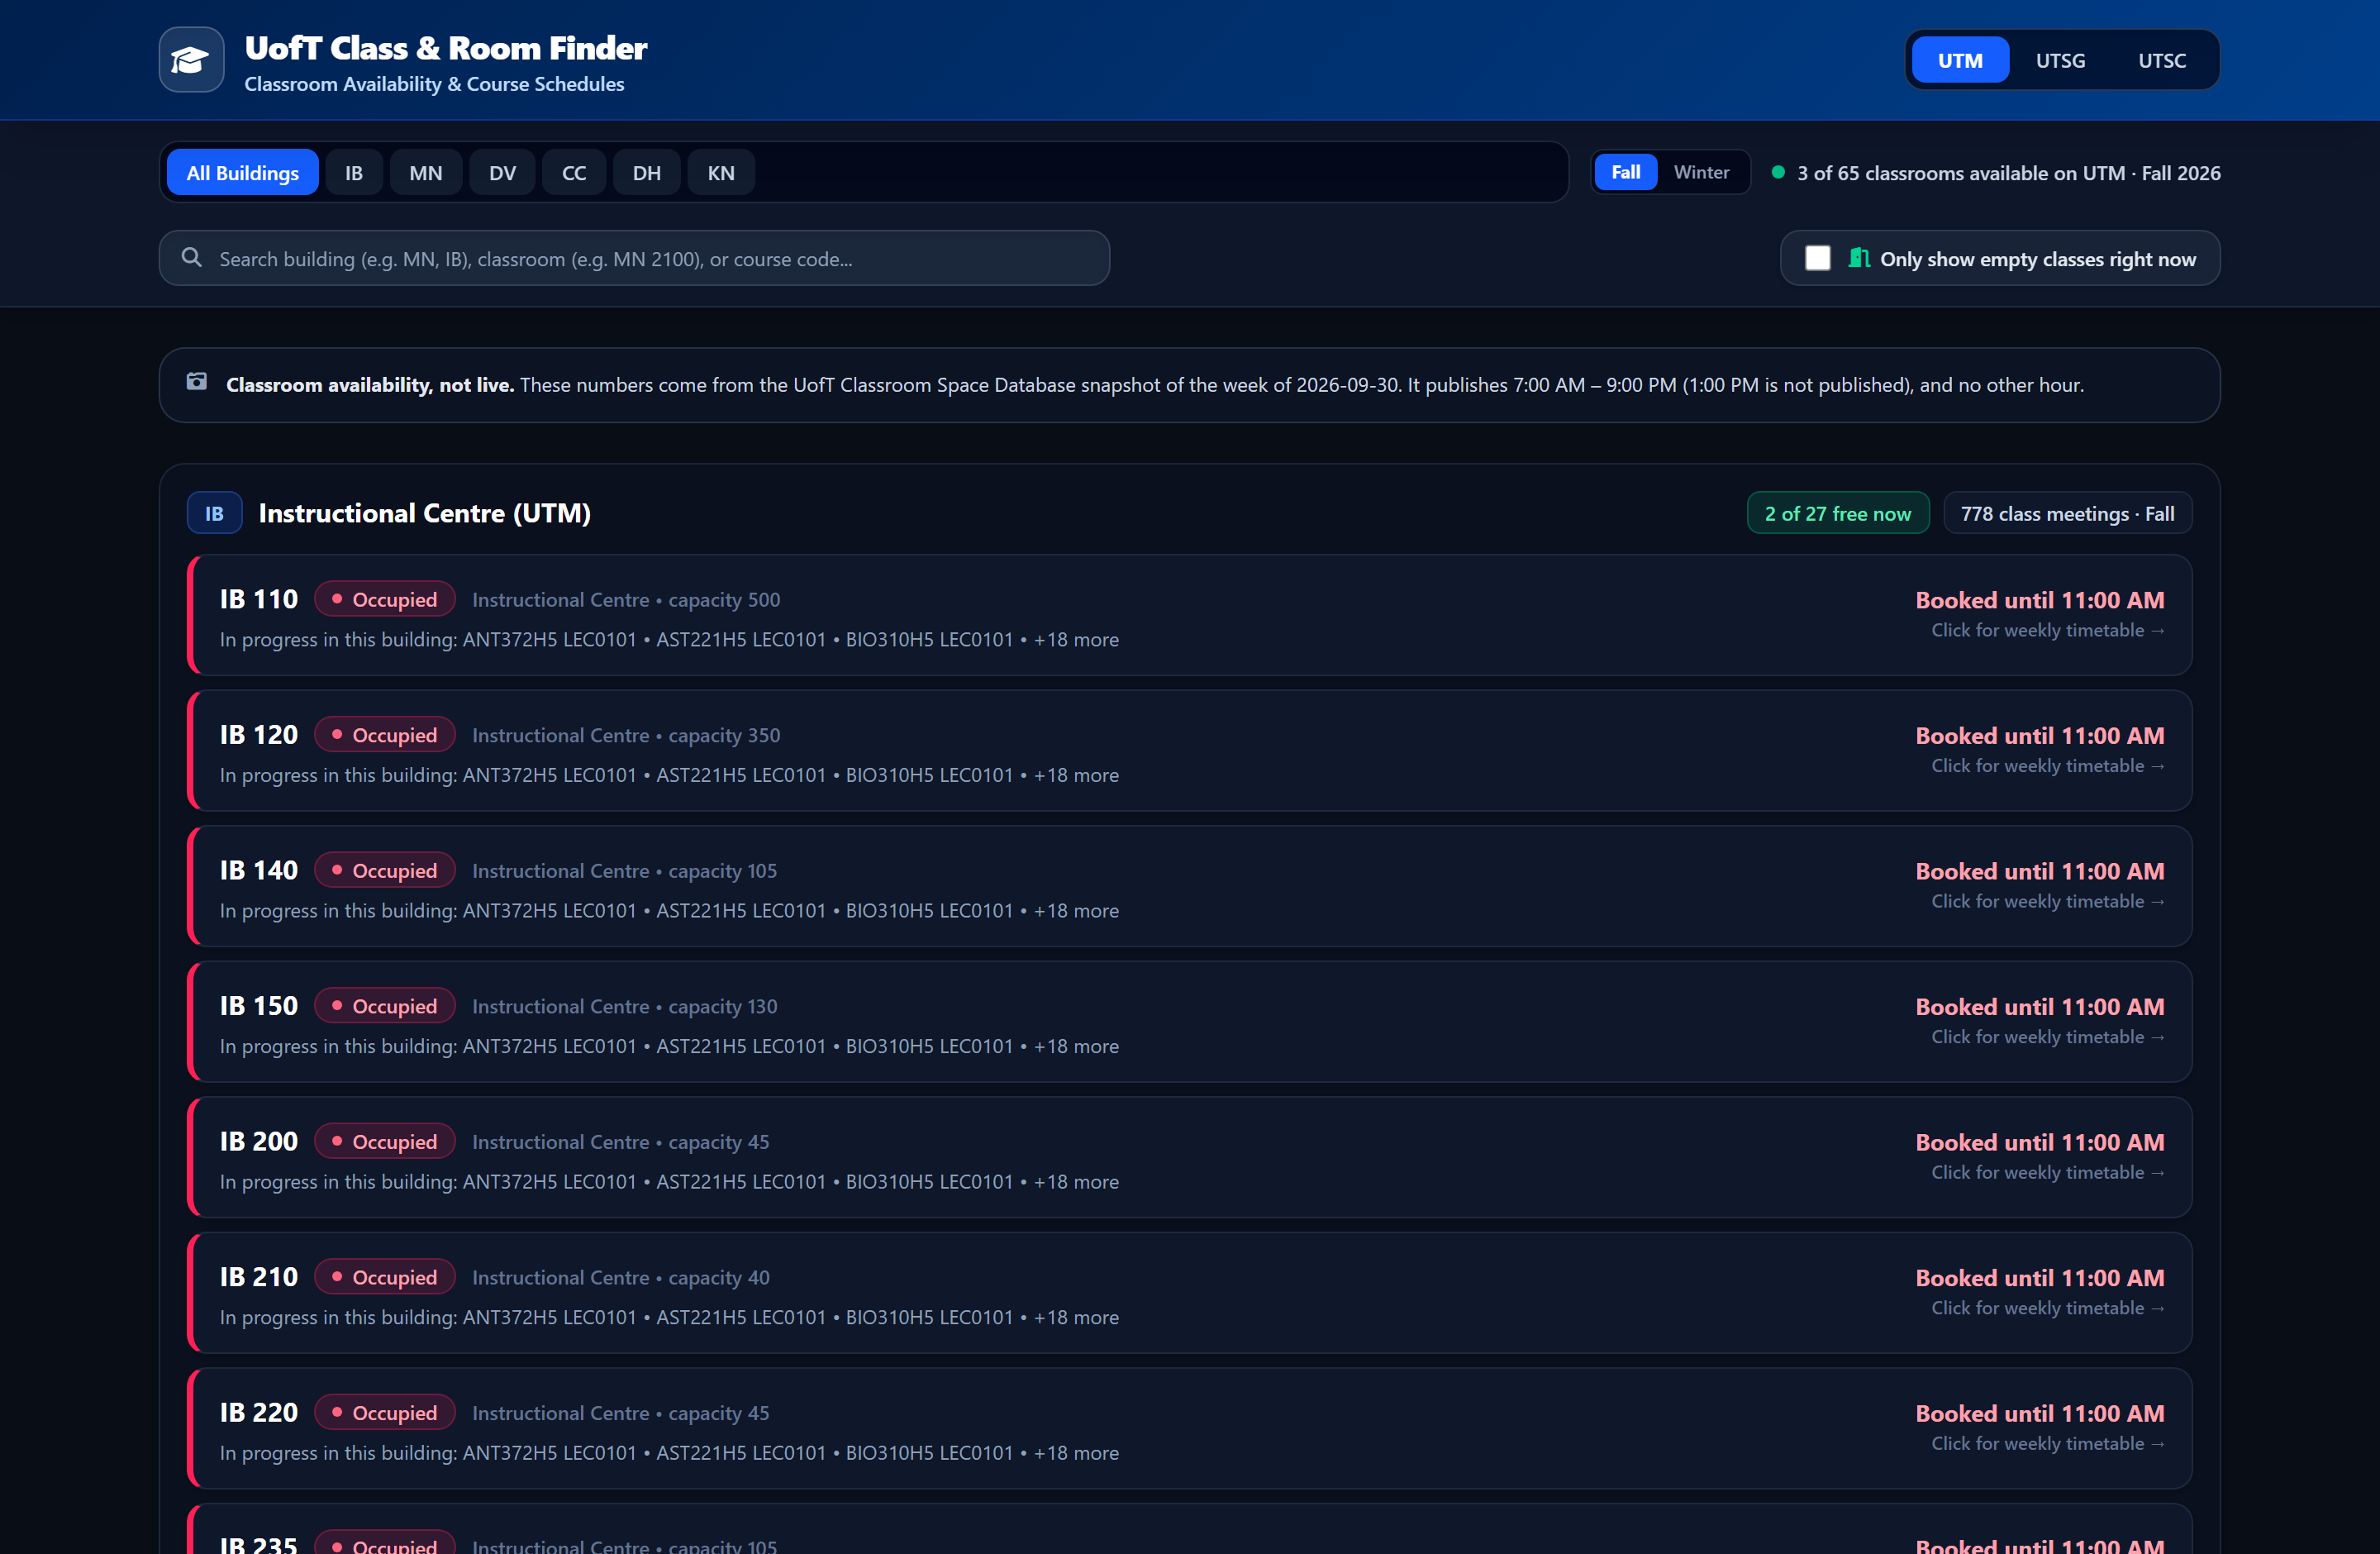 UofT Class & Room Finder
Classroom Availability & Course Schedules
UTM UTSG UTSC
All Buildings IB MN DV CC DH KN
Fall Winter
3 of 65 classrooms available on UTM · Fall 2026
Search building (e.g. MN, IB), classroom (e.g. MN 2100), or course code...
Only show empty classes right now
Classroom availability, not live. These numbers come from the UofT Classroom Space Database snapshot of the week of 2026-09-30. It publishes 7:00 AM – 9:00 PM (1:00 PM is not published), and no other hour.
IB Instructional Centre (UTM)
2 of 27 free now
778 class meetings · Fall
IB 110 Occupied Instructional Centre • capacity 500
Booked until 11:00 AM
In progress in this building: ANT372H5 LEC0101 • AST221H5 LEC0101 • BIO310H5 LEC0101 • +18 more
Click for weekly timetable →
IB 120 Occupied Instructional Centre • capacity 350
Booked until 11:00 AM
In progress in this building: ANT372H5 LEC0101 • AST221H5 LEC0101 • BIO310H5 LEC0101 • +18 more
Click for weekly timetable →
IB 140 Occupied Instructional Centre • capacity 105
Booked until 11:00 AM
In progress in this building: ANT372H5 LEC0101 • AST221H5 LEC0101 • BIO310H5 LEC0101 • +18 more
Click for weekly timetable →
IB 150 Occupied Instructional Centre • capacity 130
Booked until 11:00 AM
In progress in this building: ANT372H5 LEC0101 • AST221H5 LEC0101 • BIO310H5 LEC0101 • +18 more
Click for weekly timetable →
IB 200 Occupied Instructional Centre • capacity 45
Booked until 11:00 AM
In progress in this building: ANT372H5 LEC0101 • AST221H5 LEC0101 • BIO310H5 LEC0101 • +18 more
Click for weekly timetable →
IB 210 Occupied Instructional Centre • capacity 40
Booked until 11:00 AM
In progress in this building: ANT372H5 LEC0101 • AST221H5 LEC0101 • BIO310H5 LEC0101 • +18 more
Click for weekly timetable →
IB 220 Occupied Instructional Centre • capacity 45
Booked until 11:00 AM
In progress in this building: ANT372H5 LEC0101 • AST221H5 LEC0101 • BIO310H5 LEC0101 • +18 more
Click for weekly timetable →
IB 235 Occupied Instructional Centre • capacity 105
Booked until 11:00 AM